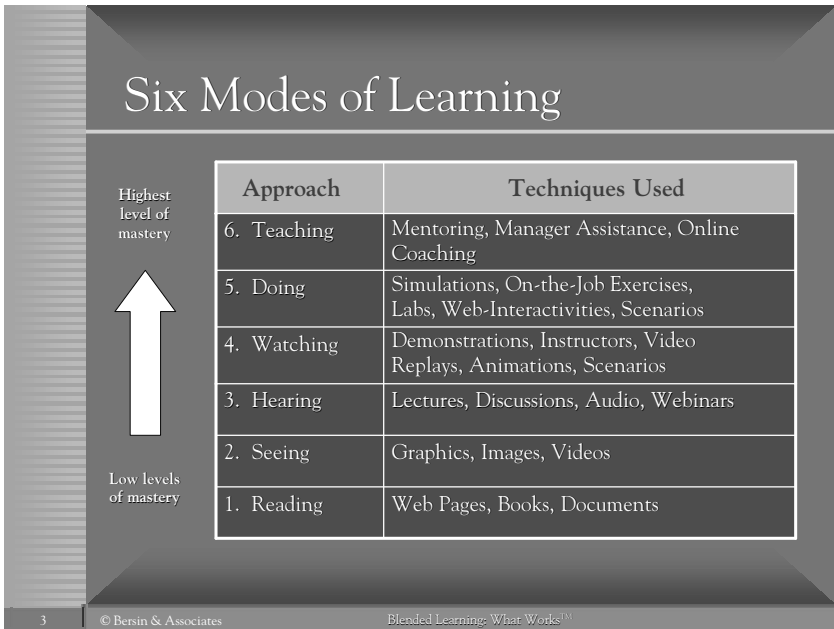 Six Modes of Learning
Highest
level of
mastery
Low levels
of mastery
Approach
Techniques Used
6. Teaching
Mentoring, Manager Assistance, Online
Coaching
5. Doing
Simulations, On-the-Job Exercises,
Labs, Web-Interactivities, Scenarios
4. Watching
Demonstrations, Instructors, Video
Replays, Animations, Scenarios
3. Hearing
Lectures, Discussions, Audio, Webinars
2. Seeing
Graphics, Images, Videos
1. Reading
Web Pages, Books, Documents
3
© Bersin & Associates
Blended Learning: What Works™